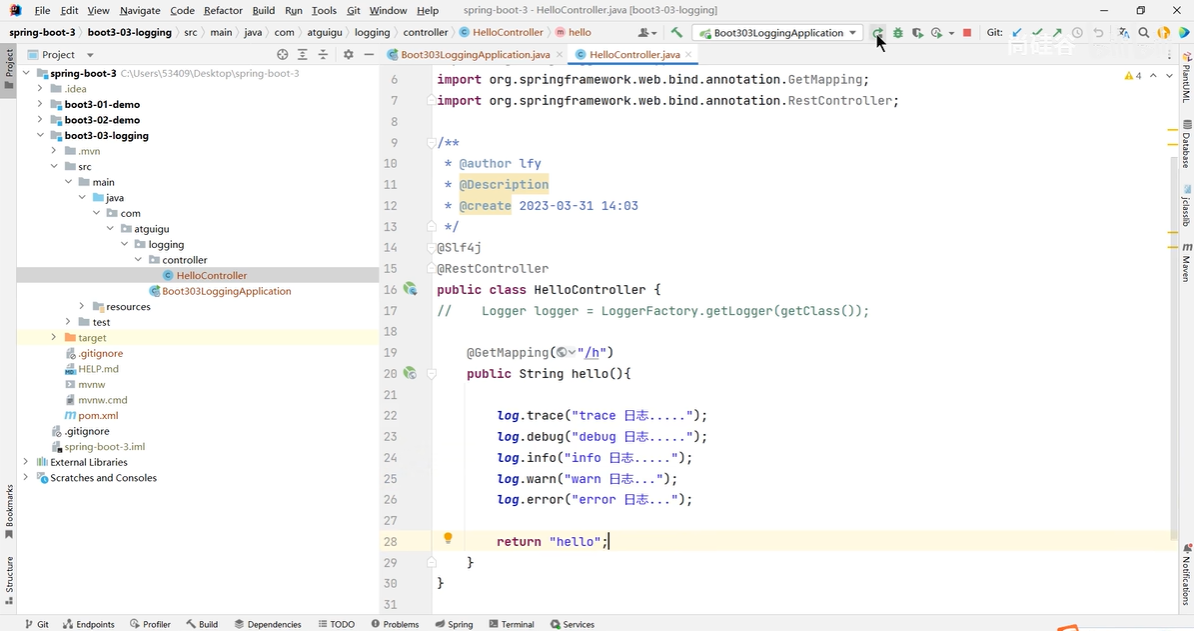 File Edit View Navigate Code Refactor Build Run Tools Git Window Help spring-boot-3 - HelloController.java [boot3-03-logging]
spring-boot-3 boot3-03-logging src main java com atguigu logging controller HelloController hello Boot303LoggingApplication Git:
尚硅谷
Project Boot303LoggingApplication.java HelloController.java
spring-boot-3 C:\Users\53409\Desktop\spring-boot-3
.idea
boot3-01-demo
boot3-02-demo
boot3-03-logging
.mvn
src
main
java
com
atguigu
logging
controller
HelloController
Boot303LoggingApplication
resources
test
target
.gitignore
HELP.md
mvnw
mvnw.cmd
pom.xml
.gitignore
spring-boot-3.iml
External Libraries
Scratches and Consoles
Project
Bookmarks
Structure
4
6 import org.springframework.web.bind.annotation.GetMapping;
7 import org.springframework.web.bind.annotation.RestController;
8
9 /**
10 * @author lfy
11 * @Description
12 * @create 2023-03-31 14:03
13 */
14 @Slf4j
15 @RestController
16 public class HelloController {
17 // Logger logger = LoggerFactory.getLogger(getClass());
18
19 @GetMapping("/h")
20 public String hello(){
21
22 log.trace("trace 日志.....");
23 log.debug("debug 日志.....");
24 log.info("info 日志.....");
25 log.warn("warn 日志...");
26 log.error("error 日志...");
27
28 return "hello";
29 }
30 }
31
PlantUML
Database
jclasslib
Maven
Notifications
Git Endpoints Profiler Build Dependencies TODO Problems Spring Terminal Services